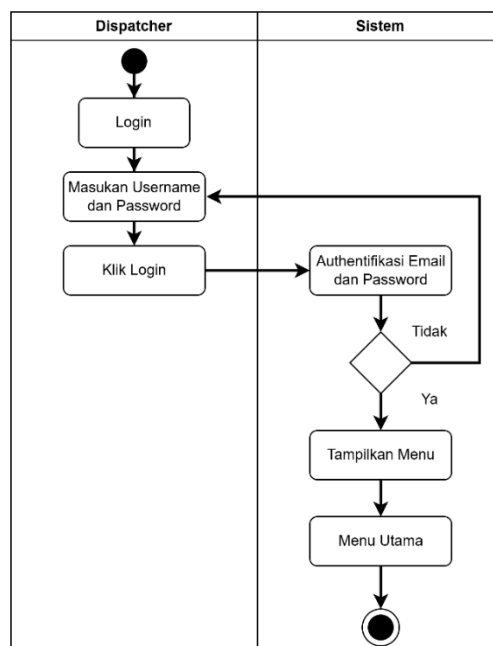 Dispatcher
Sistem
Login
Masukan Username
dan Password
Klik Login
Authentifikasi Email
dan Password
Tidak
Ya
Tampilkan Menu
Menu Utama